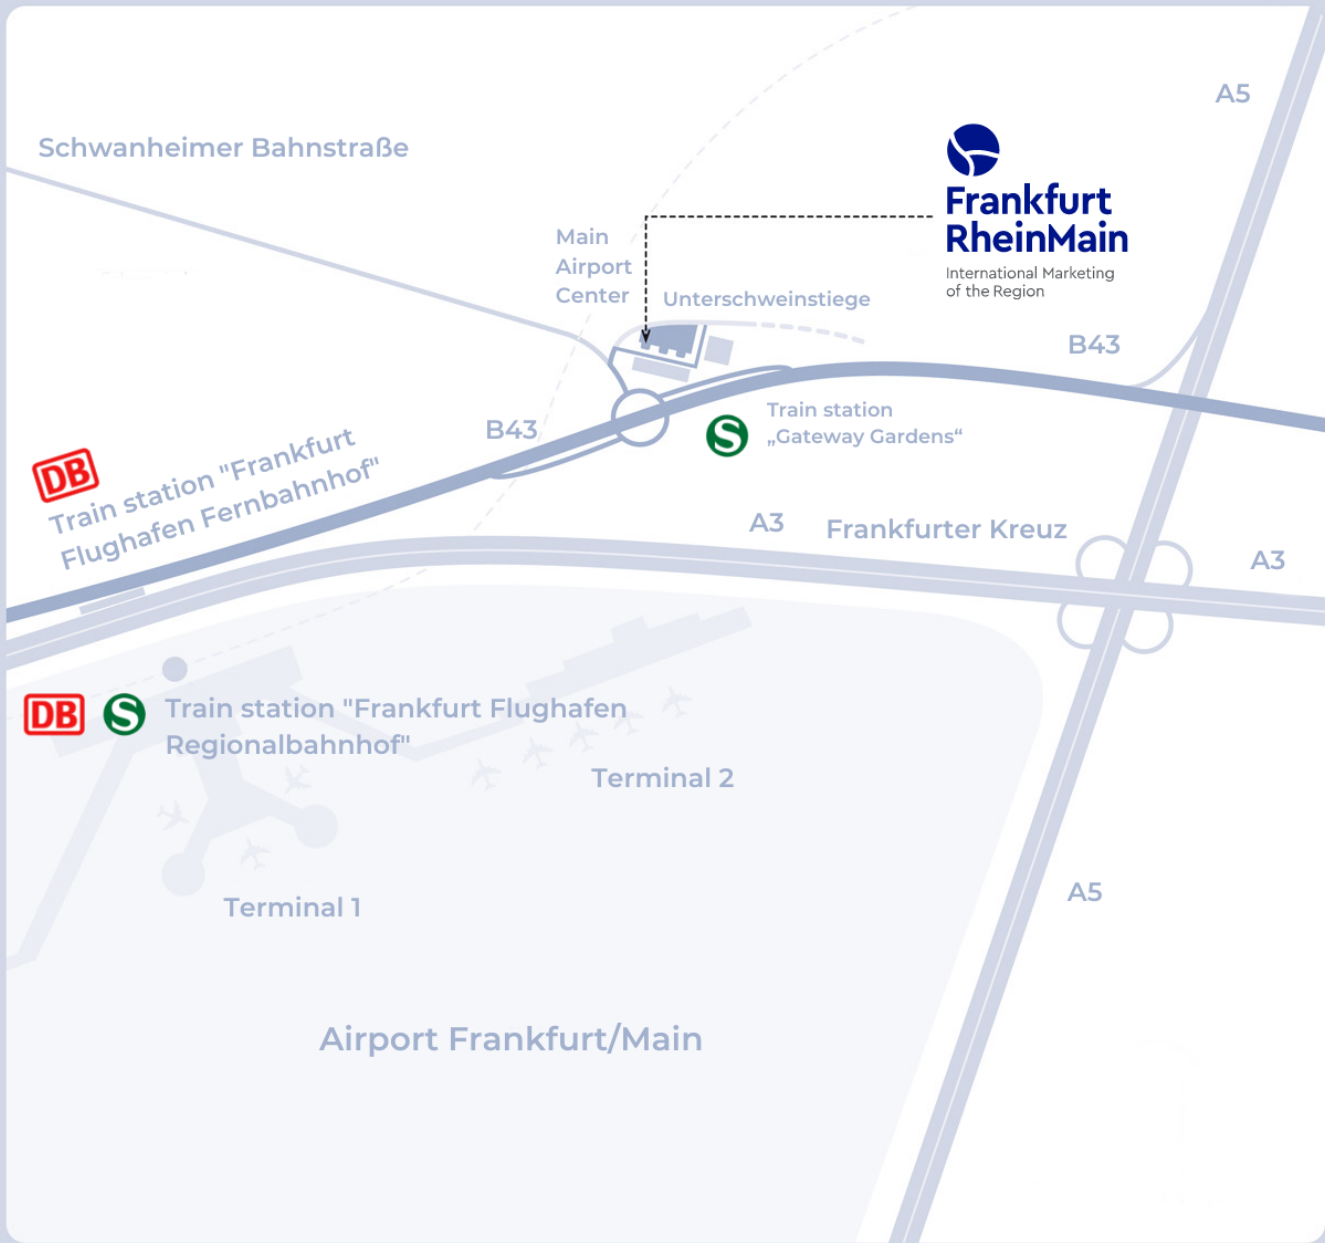 A5
Schwanheimer Bahnstraße
Frankfurt
RheinMain
International Marketing
of the Region
Main
Airport
Center
Unterschweinstiege
B43
Train station
„Gateway Gardens“
S
B43
DB
Train station "Frankfurt
Flughafen Fernbahnhof"
A3
Frankfurter Kreuz
A3
DB
S
Train station "Frankfurt Flughafen
Regionalbahnhof"
Terminal 2
Terminal 1
A5
Airport Frankfurt/Main